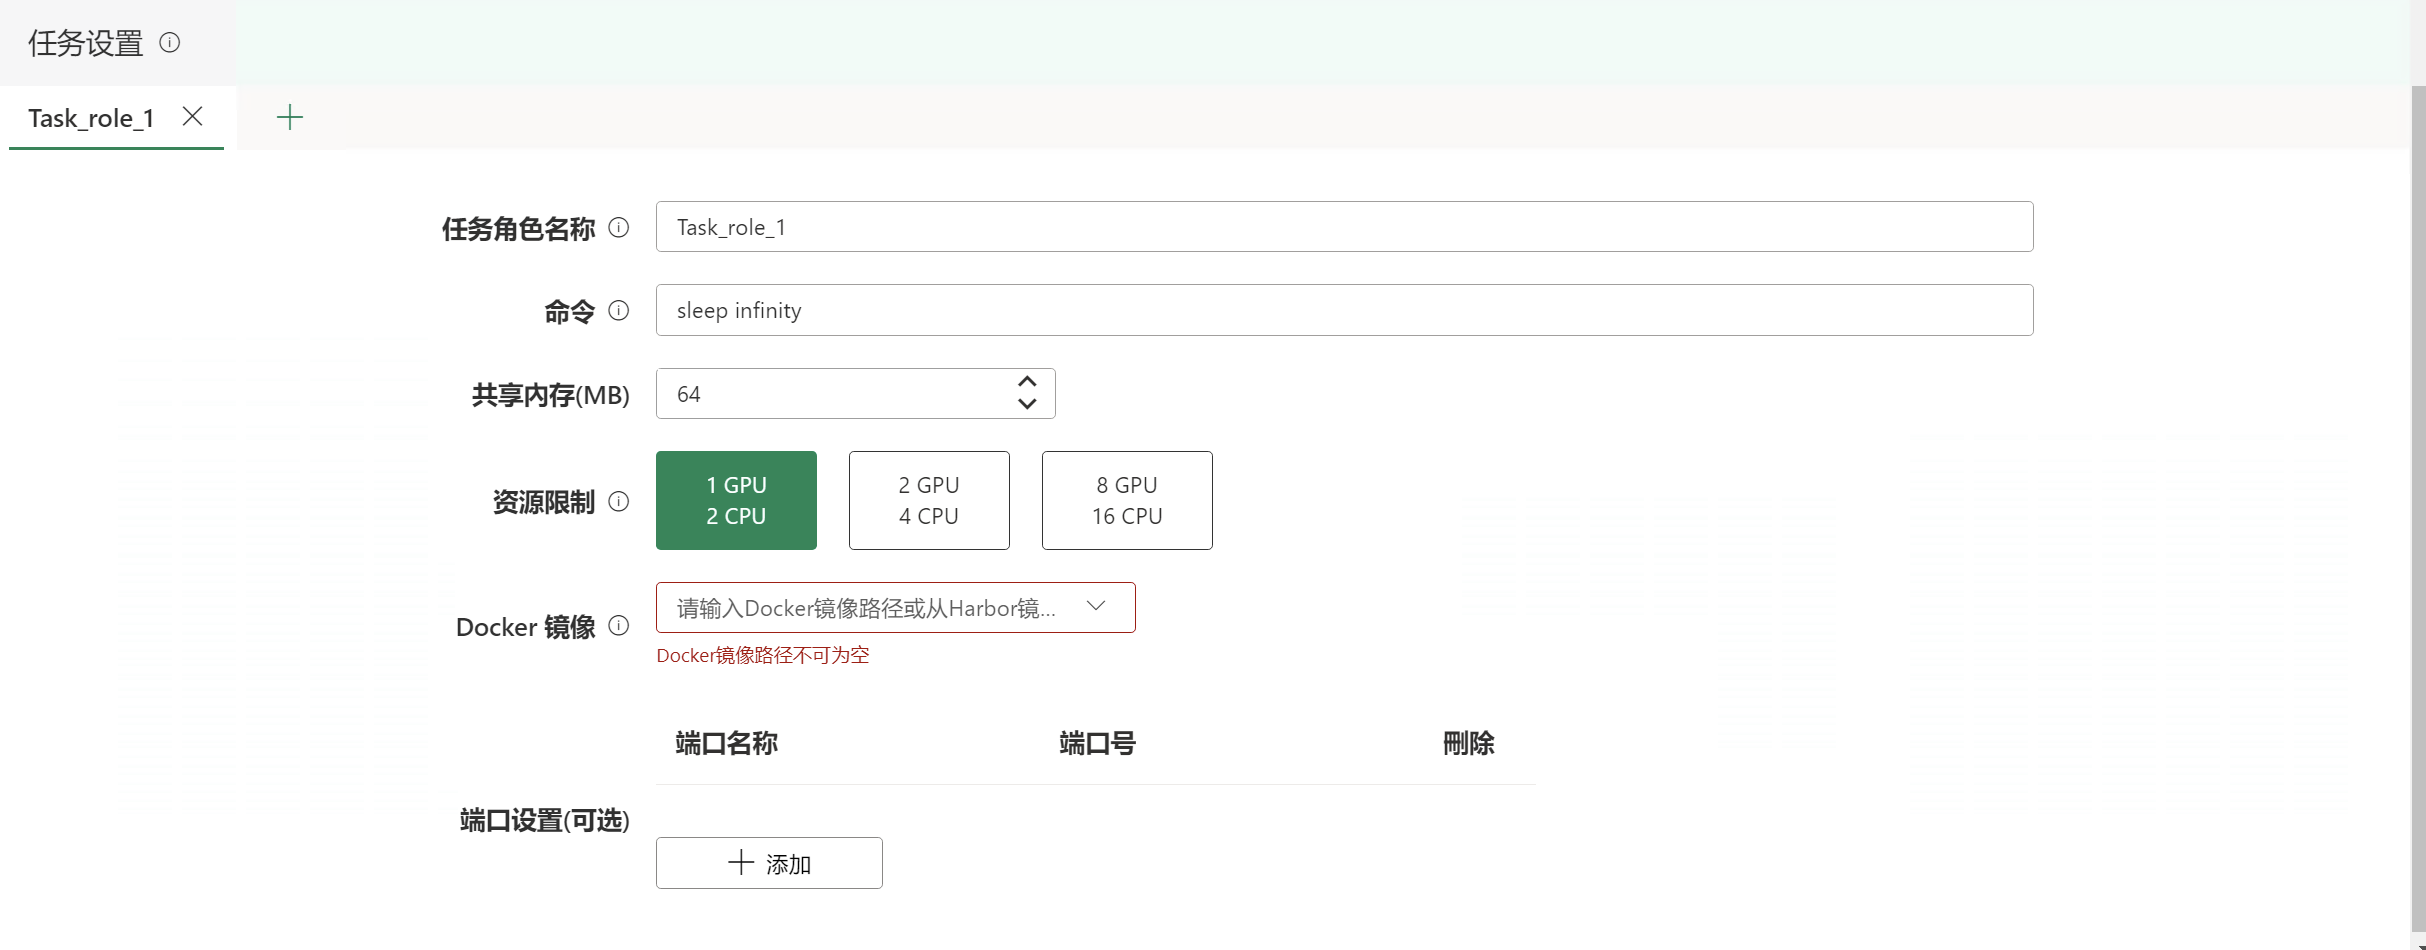 任务设置
Task_role_1
任务角色名称
Task_role_1
命令
sleep infinity
共享内存(MB)
64
资源限制
1 GPU
2 CPU
2 GPU
4 CPU
8 GPU
16 CPU
Docker 镜像
请输入Docker镜像路径或从Harbor镜...
Docker镜像路径不可为空
端口名称 端口号 刪除
端口设置(可选)
添加